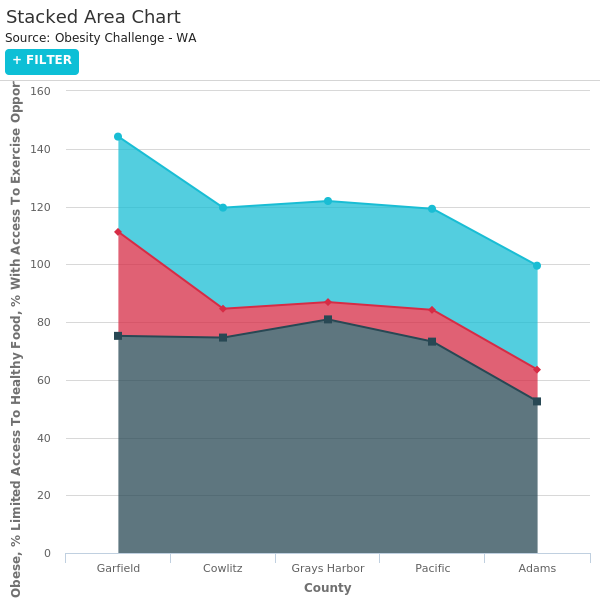 Stacked Area Chart
Source: Obesity Challenge - WA
+ FILTER
Obese, % Limited Access To Healthy Food, % With Access To Exercise Oppor
160
140
120
100
80
60
40
20
0
Garfield
Cowlitz
Grays Harbor
Pacific
Adams
County